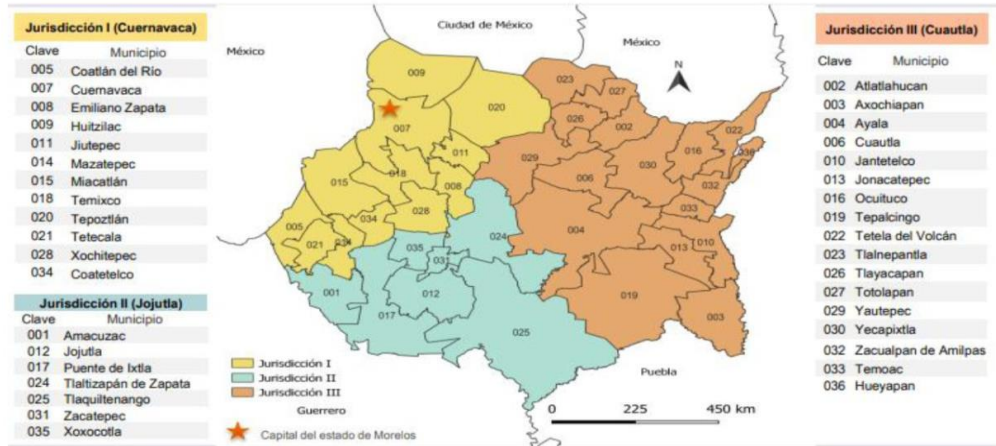 Jurisdicción I (Cuernavaca)
Clave Municipio
005 Coatlán del Río
007 Cuernavaca
008 Emiliano Zapata
009 Huitzilac
011 Jiutepec
014 Mazatepec
015 Miacatlán
018 Temixco
020 Tepoztlán
021 Tetecala
028 Xochitepec
034 Coatetelco
Jurisdicción II (Jojutla)
Clave Municipio
001 Amacuzac
012 Jojutla
017 Puente de Ixtla
024 Tlaltizapán de Zapata
025 Tlaquiltenango
031 Zacatepec
035 Xoxocotla
Ciudad de México
México
México
N
009
023
027
020
026
002
007
022
016
011
029
030
006
018
015
008
032
028
033
034
005
004
024
021
035
013
010
031
001
012
019
017
003
025
Jurisdicción I
Jurisdicción II
Jurisdicción III
Puebla
Guerrero
0 225 450 km
Capital del estado de Morelos
Jurisdicción III (Cuautla)
Clave Municipio
002 Atlatlahucan
003 Axochiapan
004 Ayala
006 Cuautla
010 Jantetelco
013 Jonacatepec
016 Ocuituco
019 Tepalcingo
022 Tetela del Volcán
023 Tlalnepantla
026 Tlayacapan
027 Totolapan
029 Yautepec
030 Yecapixtla
032 Zacualpan de Amilpas
033 Temoac
036 Hueyapan